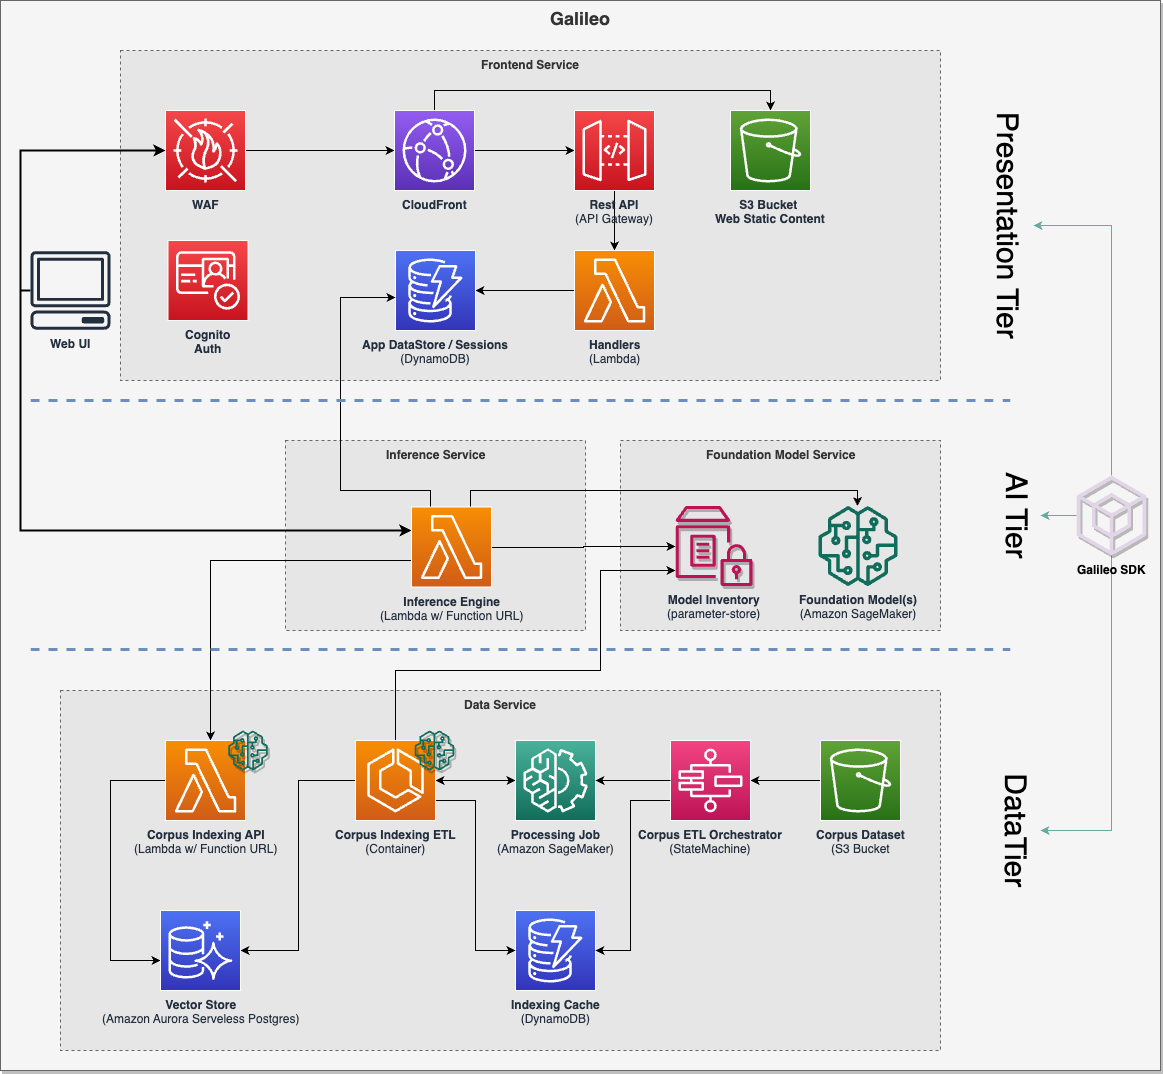 Galileo
Frontend Service
WAF
CloudFront
Rest API
(API Gateway)
S3 Bucket
Web Static Content
Presentation Tier
Web UI
Cognito
Auth
App DataStore / Sessions
(DynamoDB)
Handlers
(Lambda)
Inference Service
Foundation Model Service
AI Tier
Inference Engine
(Lambda w/ Function URL)
Model Inventory
(parameter-store)
Foundation Model(s)
(Amazon SageMaker)
Galileo SDK
Data Service
DataTier
Corpus Indexing API
(Lambda w/ Function URL)
Corpus Indexing ETL
(Container)
Processing Job
(Amazon SageMaker)
Corpus ETL Orchestrator
(StateMachine)
Corpus Dataset
(S3 Bucket
Vector Store
(Amazon Aurora Serverless Postgres)
Indexing Cache
(DynamoDB)